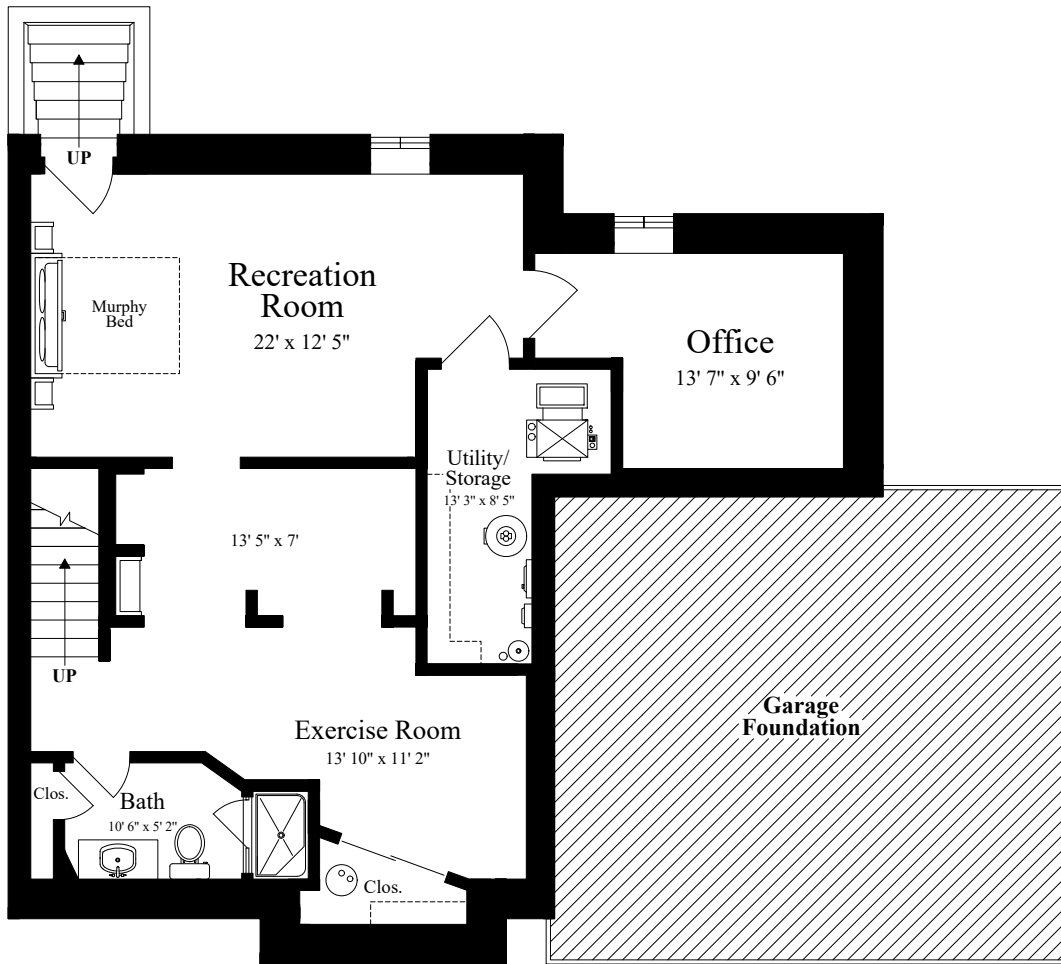 UP
Recreation
Room
22' x 12' 5"
Murphy
Bed
Office
13' 7" x 9' 6"
Utility/
Storage
13' 3" x 8' 5"
13' 5" x 7'
UP
Exercise Room
13' 10" x 11' 2"
Garage
Foundation
Clos.
Bath
10' 6" x 5' 2"
Clos.